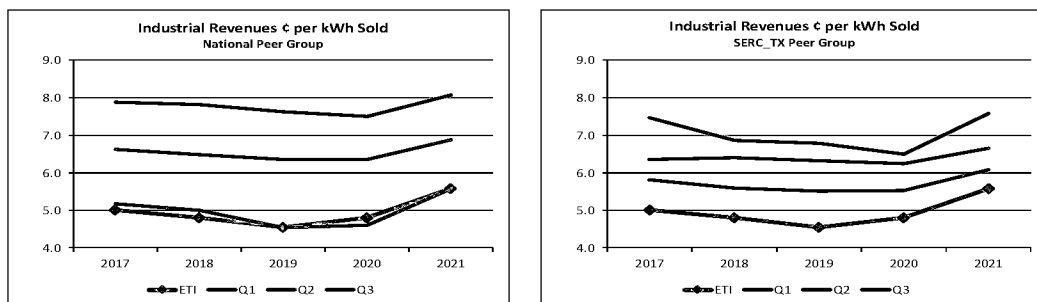 Industrial Revenues ¢ per kWh Sold
National Peer Group
9.0
8.0
7.0
6.0
5.0
4.0
2017 2018 2019 2020 2021
ETI Q1 Q2 Q3
Industrial Revenues ¢ per kWh Sold
SERC_TX Peer Group
9.0
8.0
7.0
6.0
5.0
4.0
2017 2018 2019 2020 2021
ETI Q1 Q2 Q3